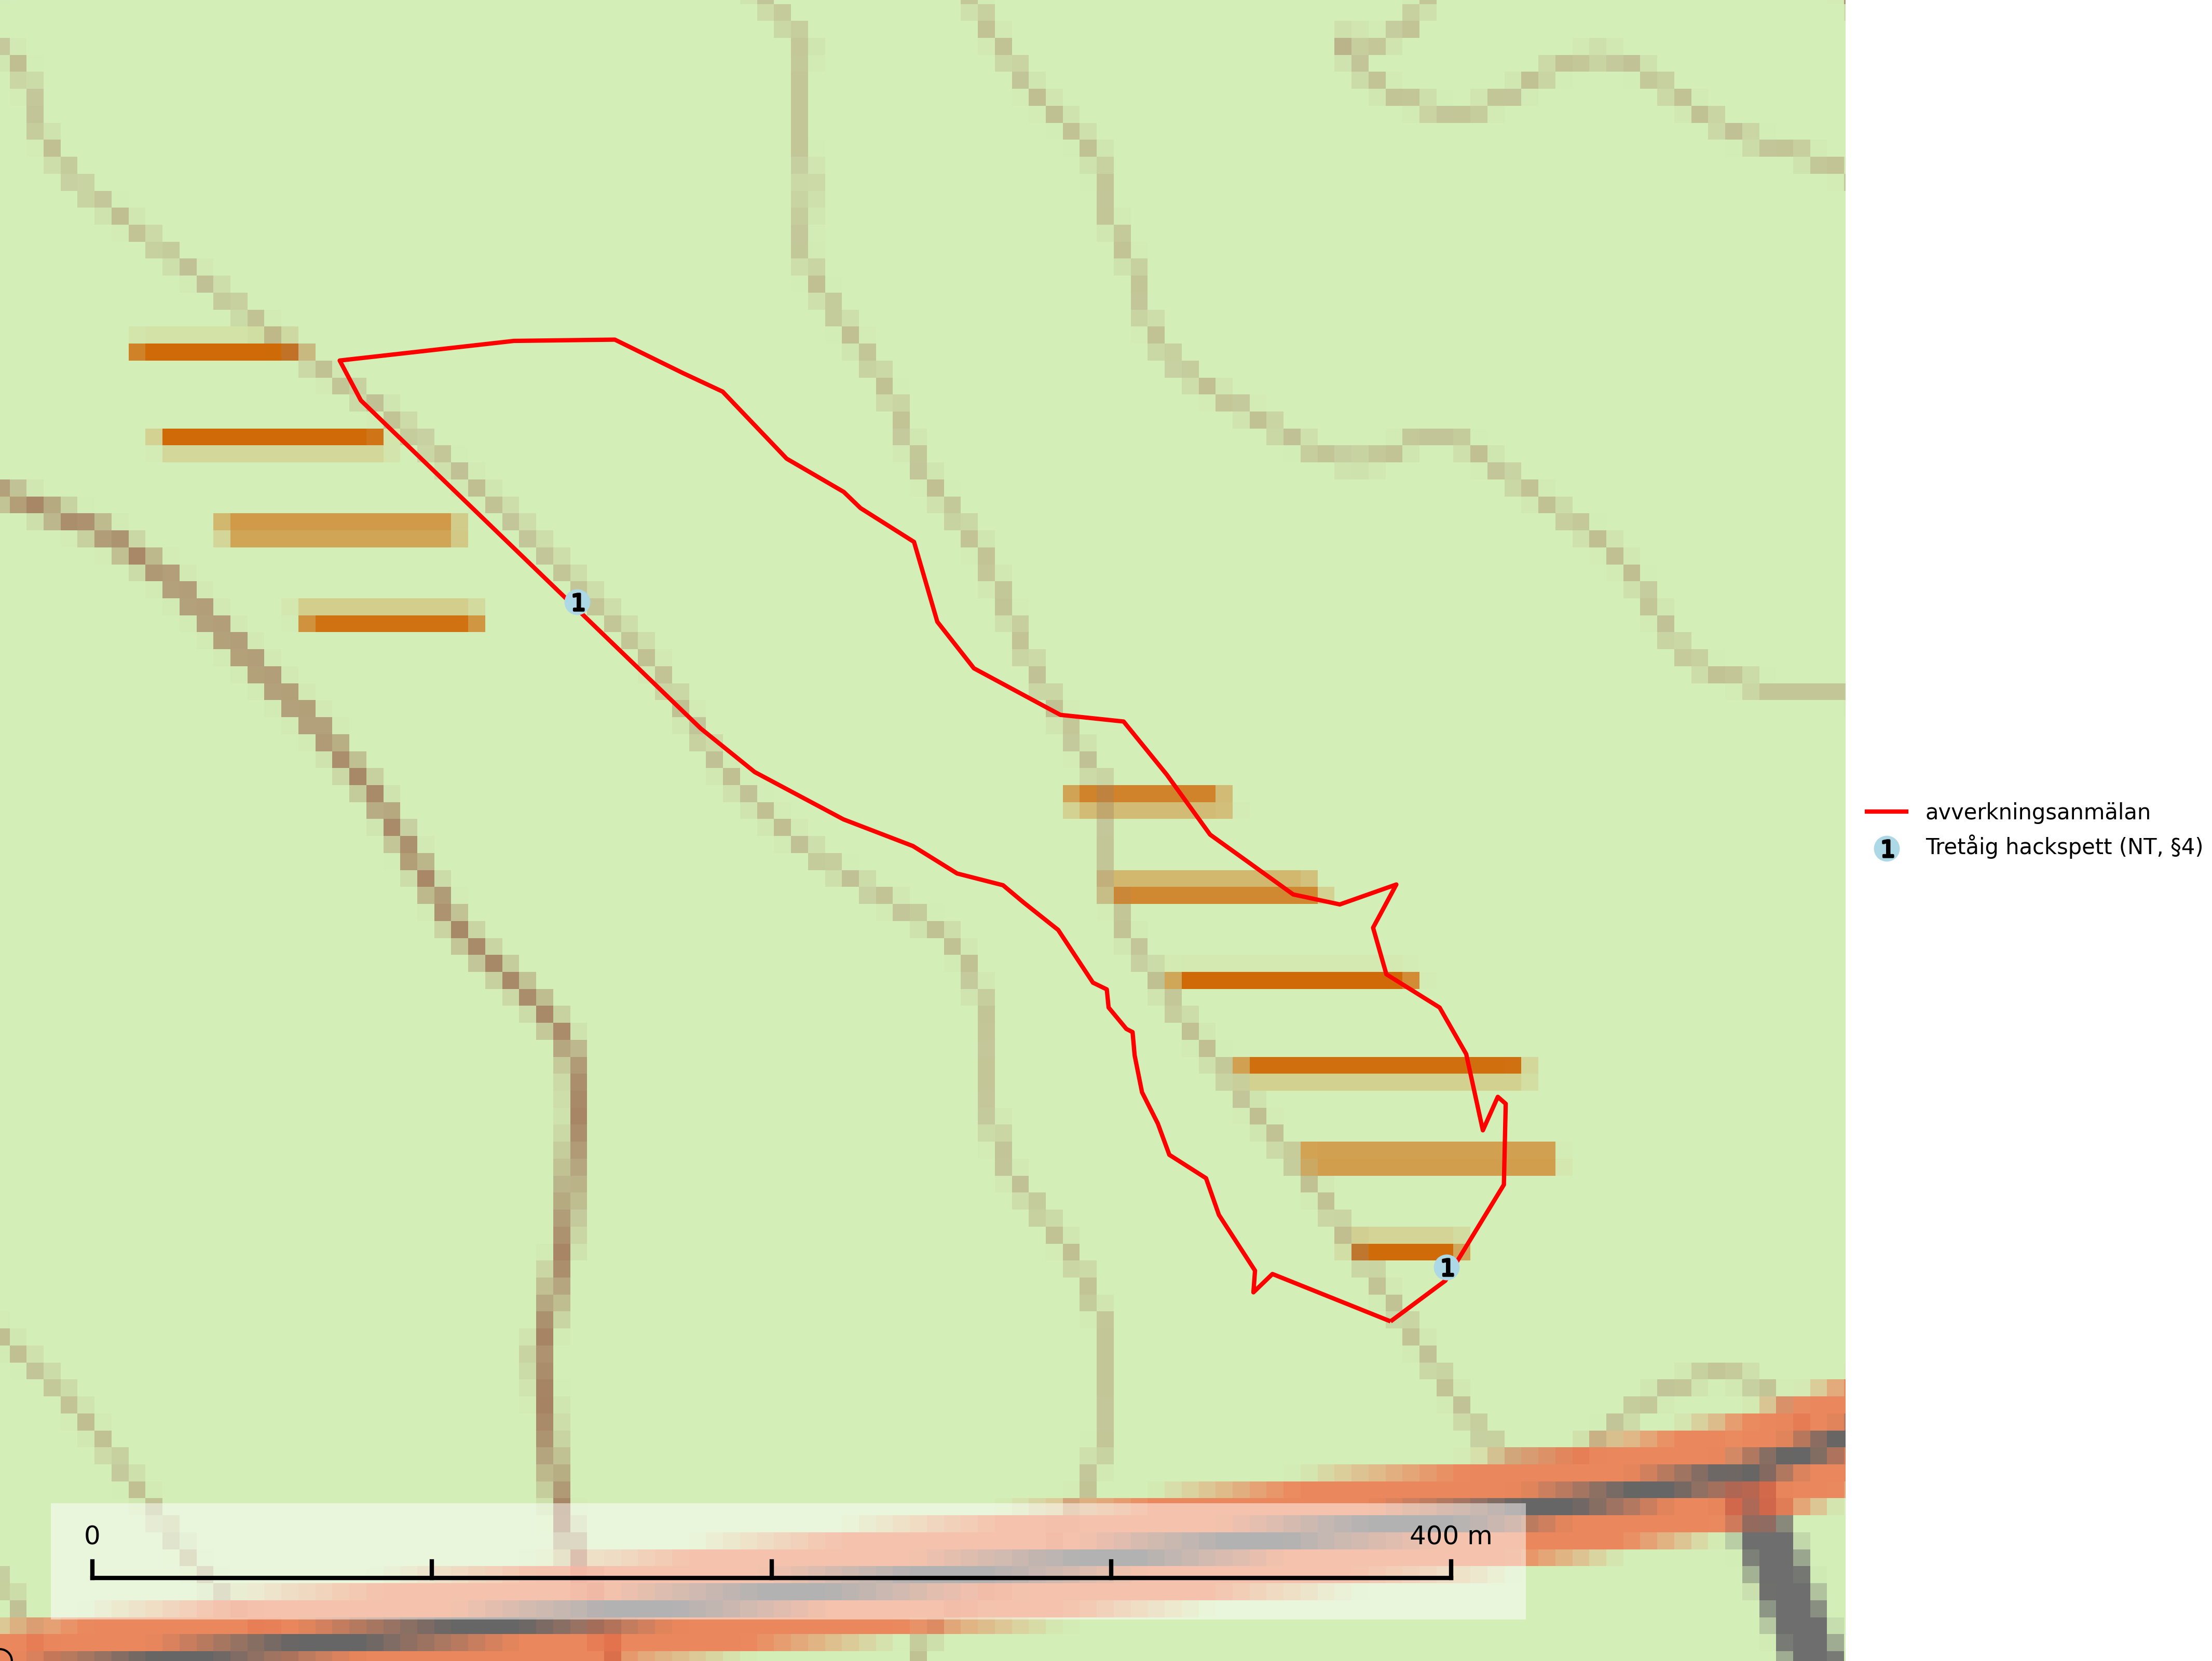 1
1
avverkningsanmälan
1 Tretåig hackspett (NT, §4)
0 400 m